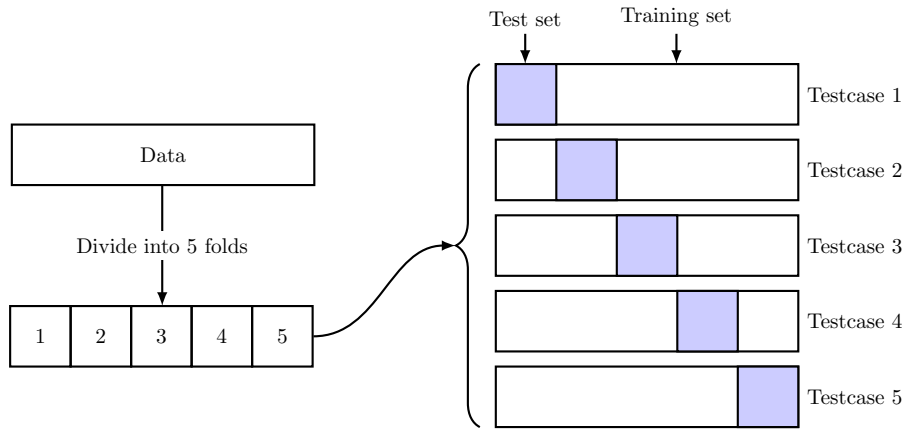 Test set
Training set
Testcase 1
Data
Testcase 2
Divide into 5 folds
Testcase 3
1 2 3 4 5
Testcase 4
Testcase 5